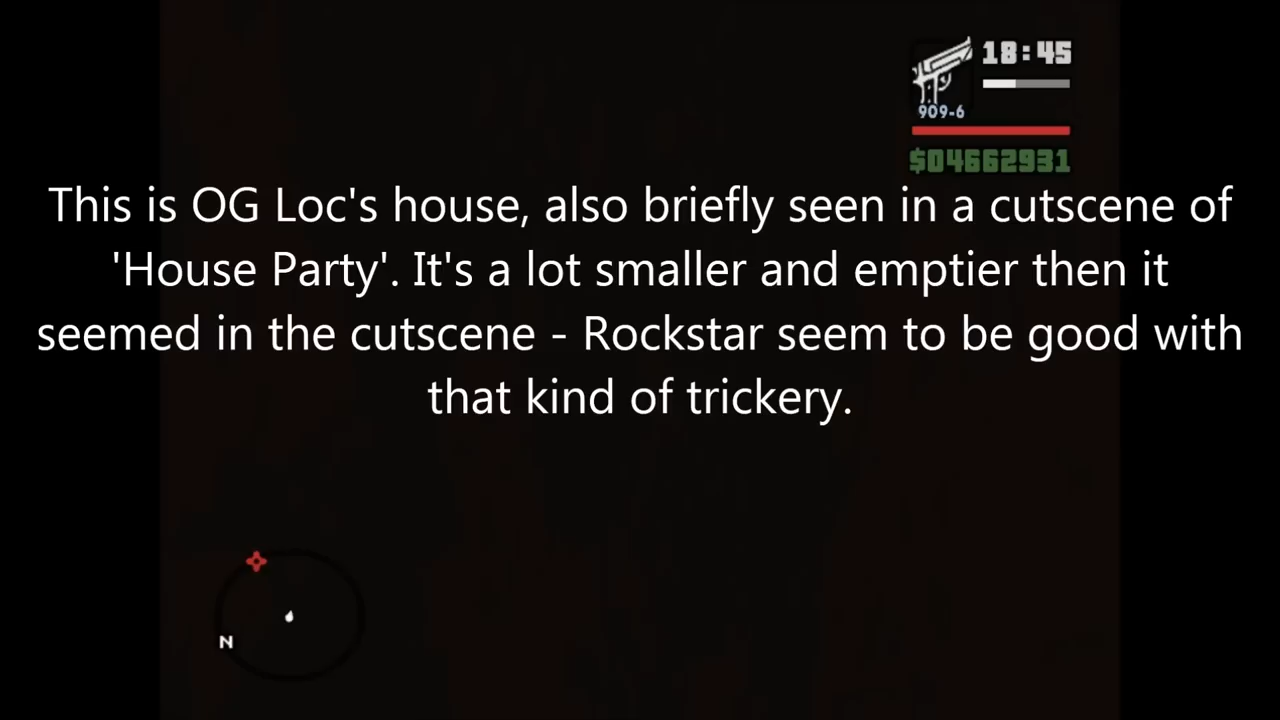 18:45
909-6
$04662931
This is OG Loc's house, also briefly seen in a cutscene of
'House Party'. It's a lot smaller and emptier then it
seemed in the cutscene - Rockstar seem to be good with
that kind of trickery.
N